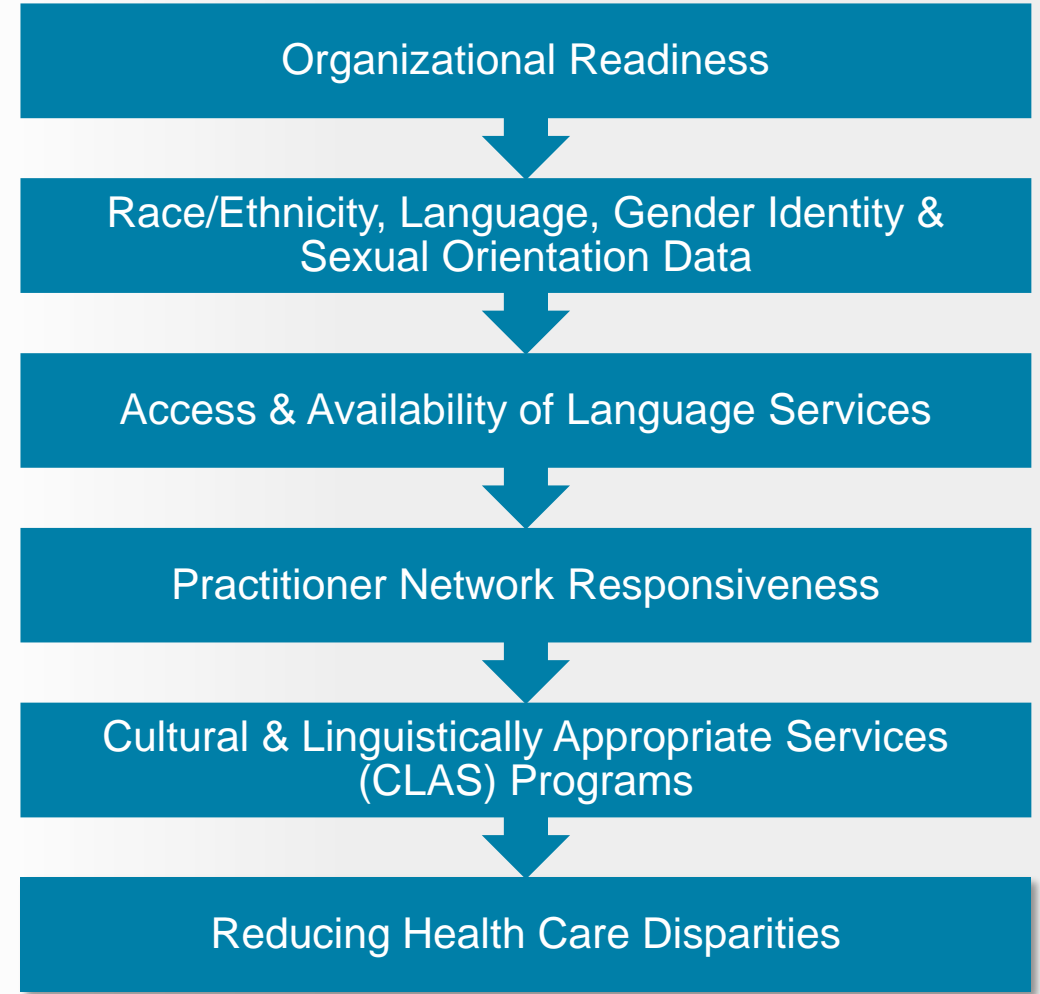 Organizational Readiness
Race/Ethnicity, Language, Gender Identity &
Sexual Orientation Data
Access & Availability of Language Services
Practitioner Network Responsiveness
Cultural & Linguistically Appropriate Services
(CLAS) Programs
Reducing Health Care Disparities